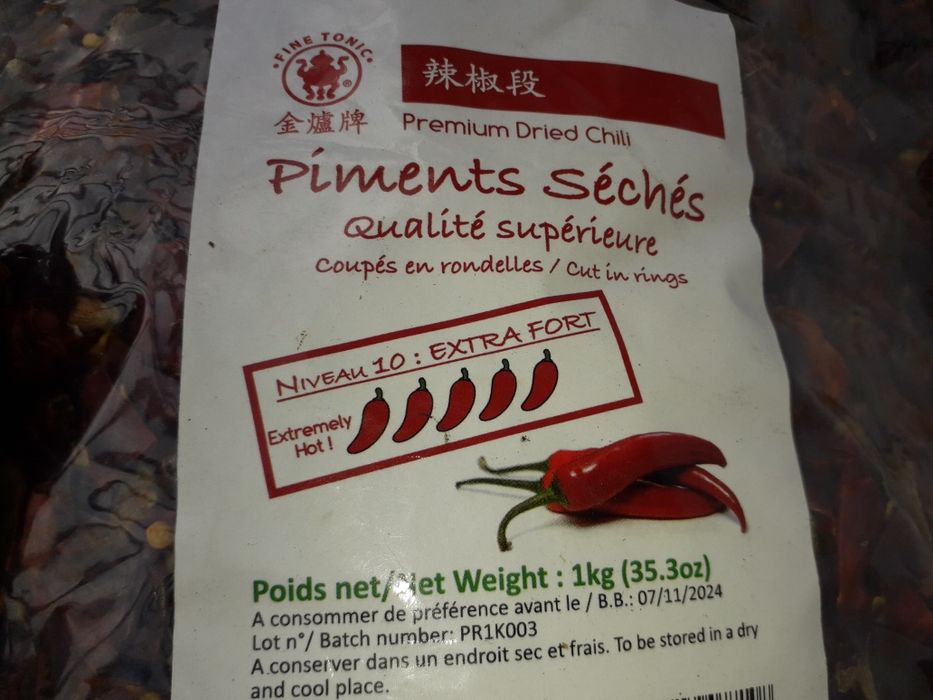 FINE TONIC
®
金爐牌
辣椒段
Premium Dried Chili
Piments Séchés
Qualité supérieure
Coupés en rondelles / Cut in rings
NIVEAU 10 : EXTRA FORT
Extremely
Hot !
Poids net/Net Weight : 1kg (35.3oz)
A consommer de préférence avant le / B.B.: 07/11/2024
Lot n°/ Batch number: PR1K003
A conserver dans un endroit sec et frais. To be stored in a dry
and cool place.